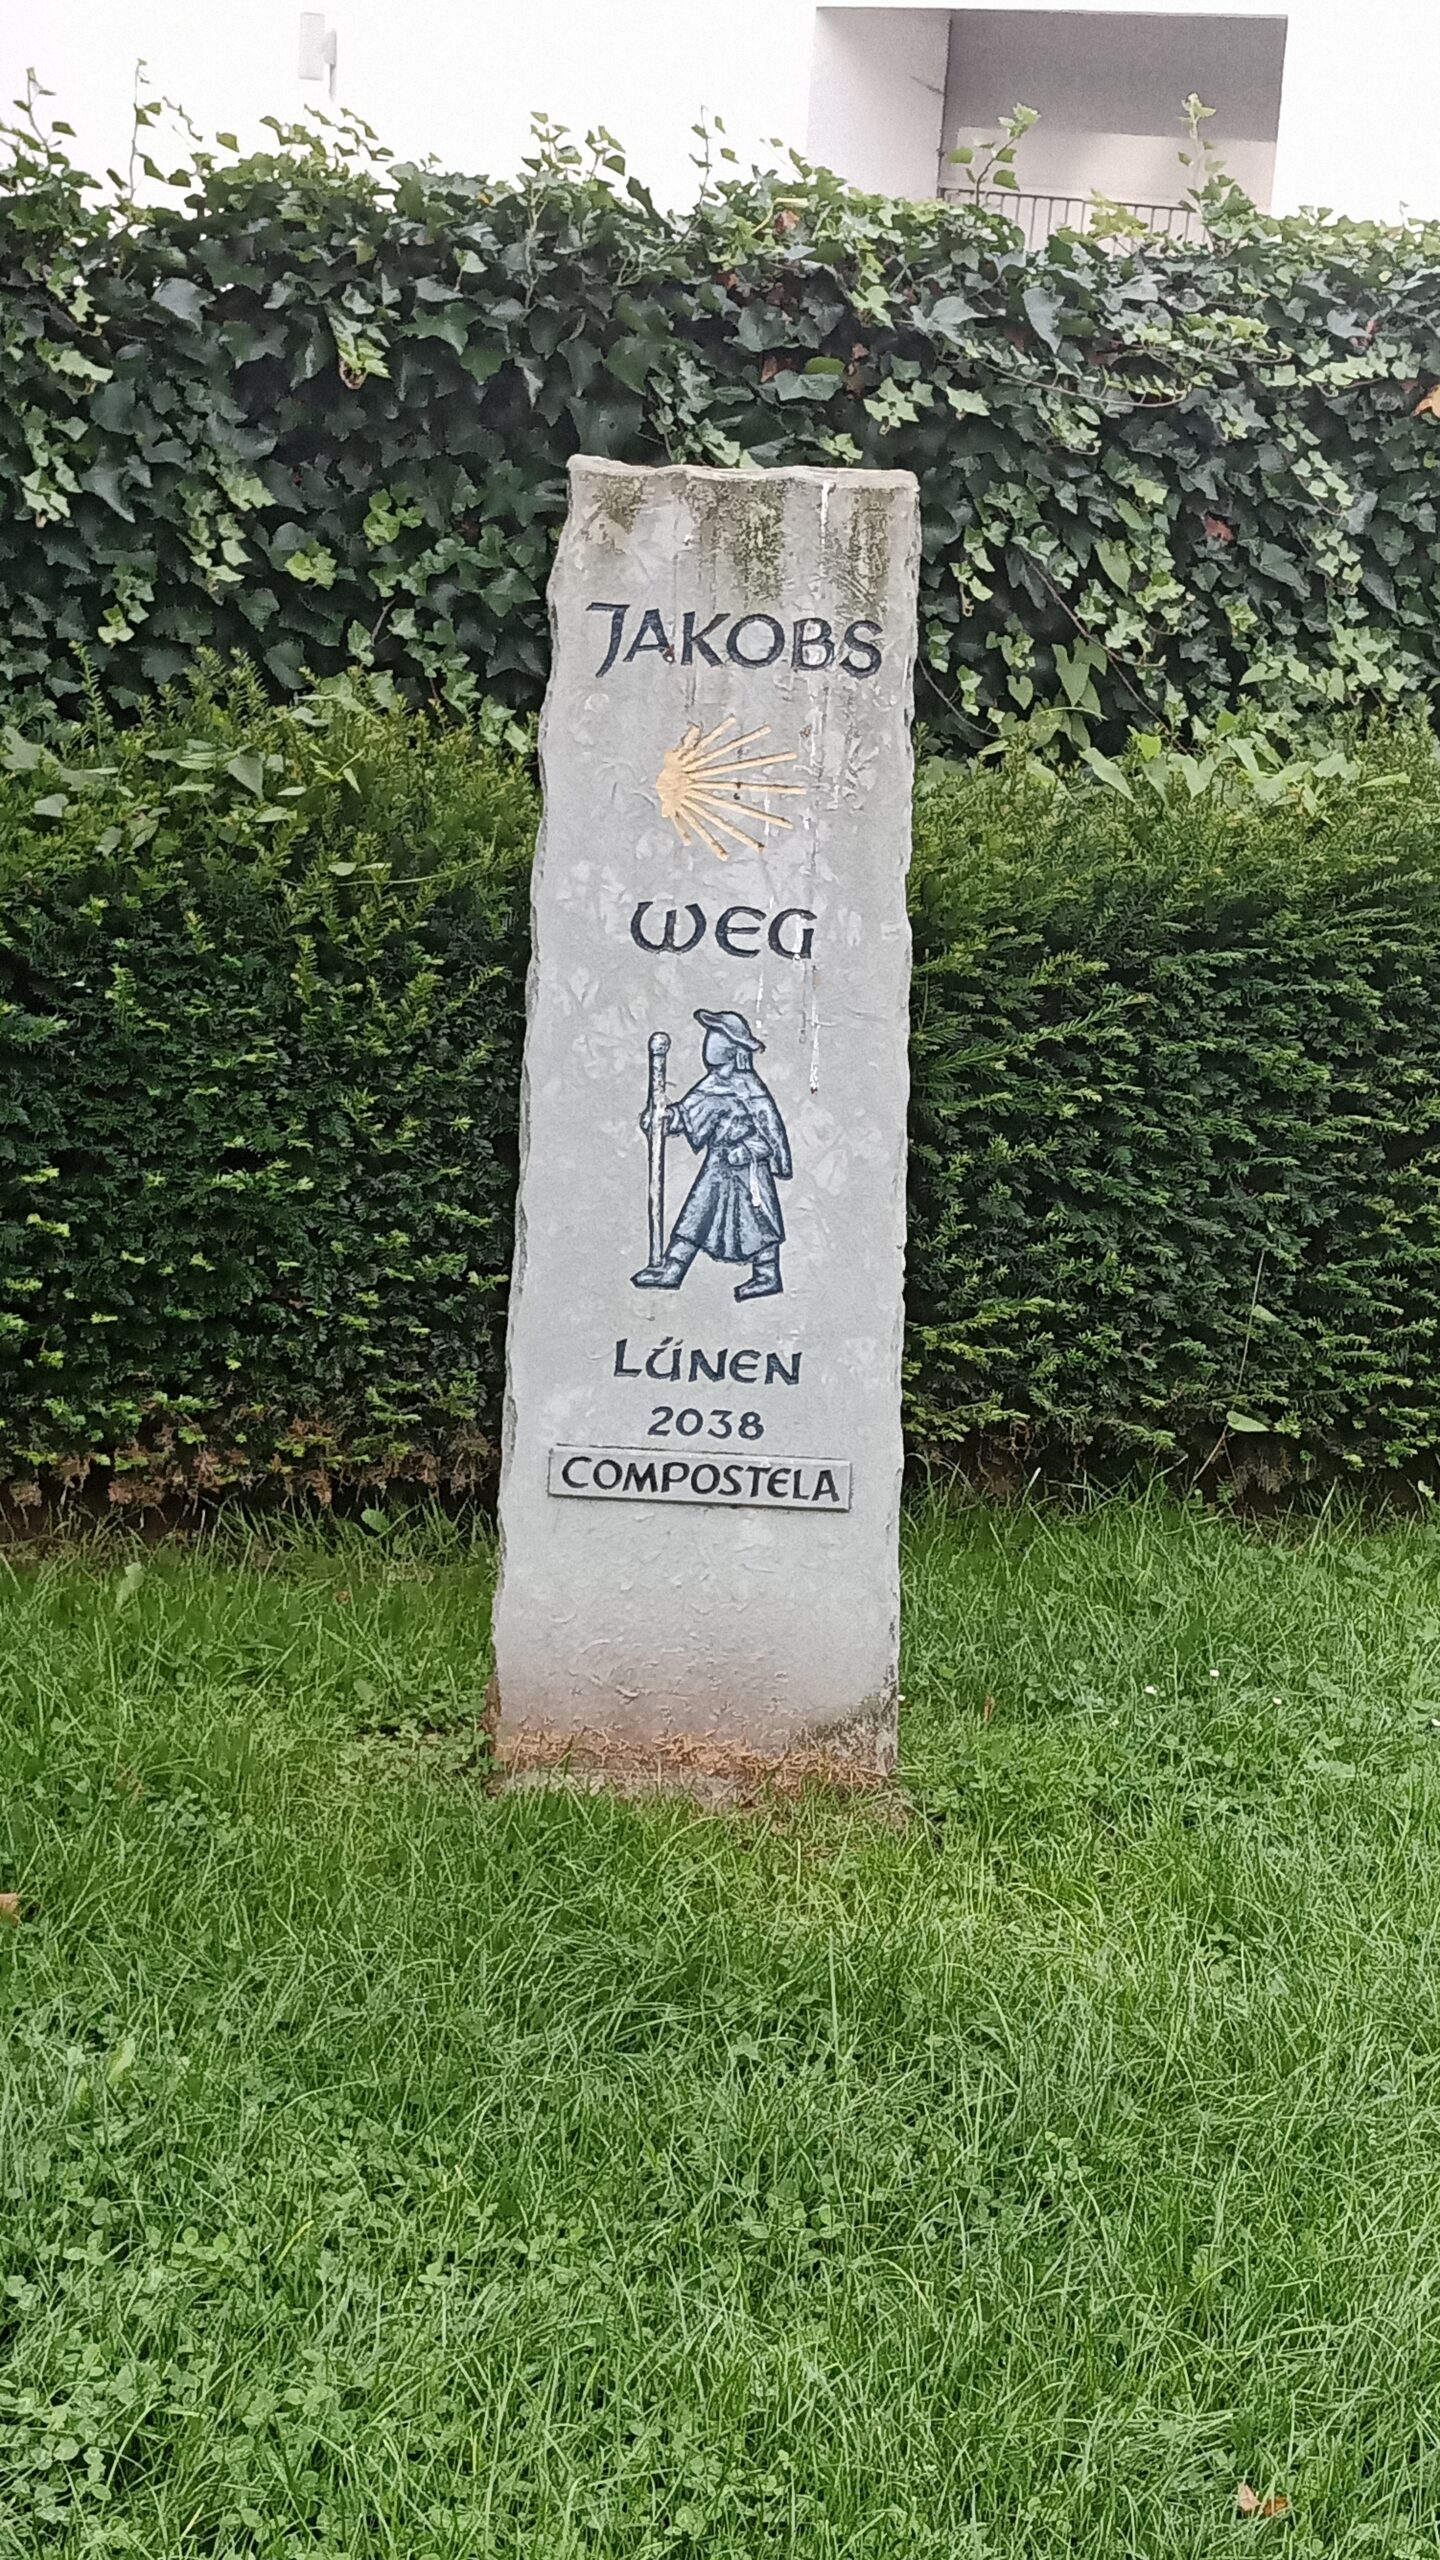 JAKOBS
WEG
LÜNEN
2038
COMPOSTELA